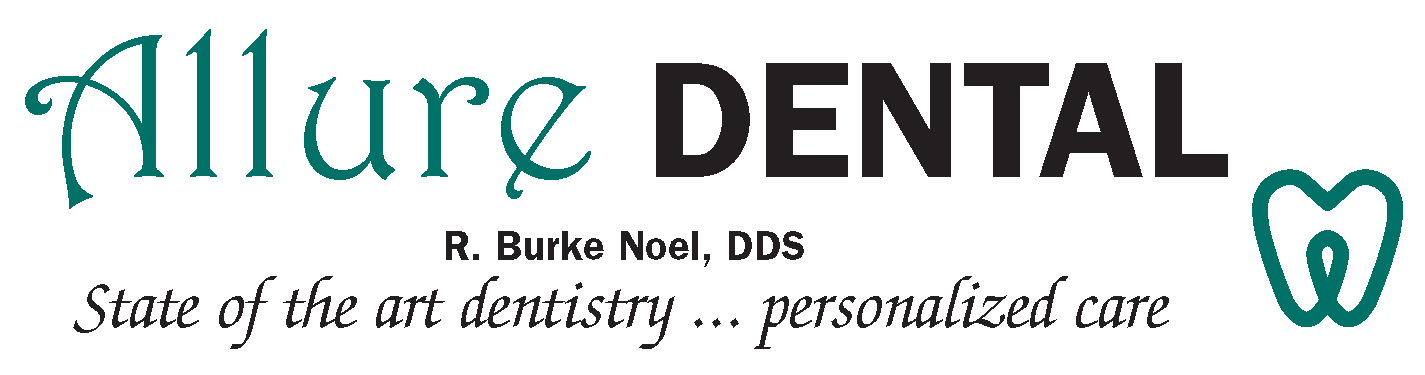 Allure DENTAL
R. Burke Noel, DDS
State of the art dentistry ... personalized care